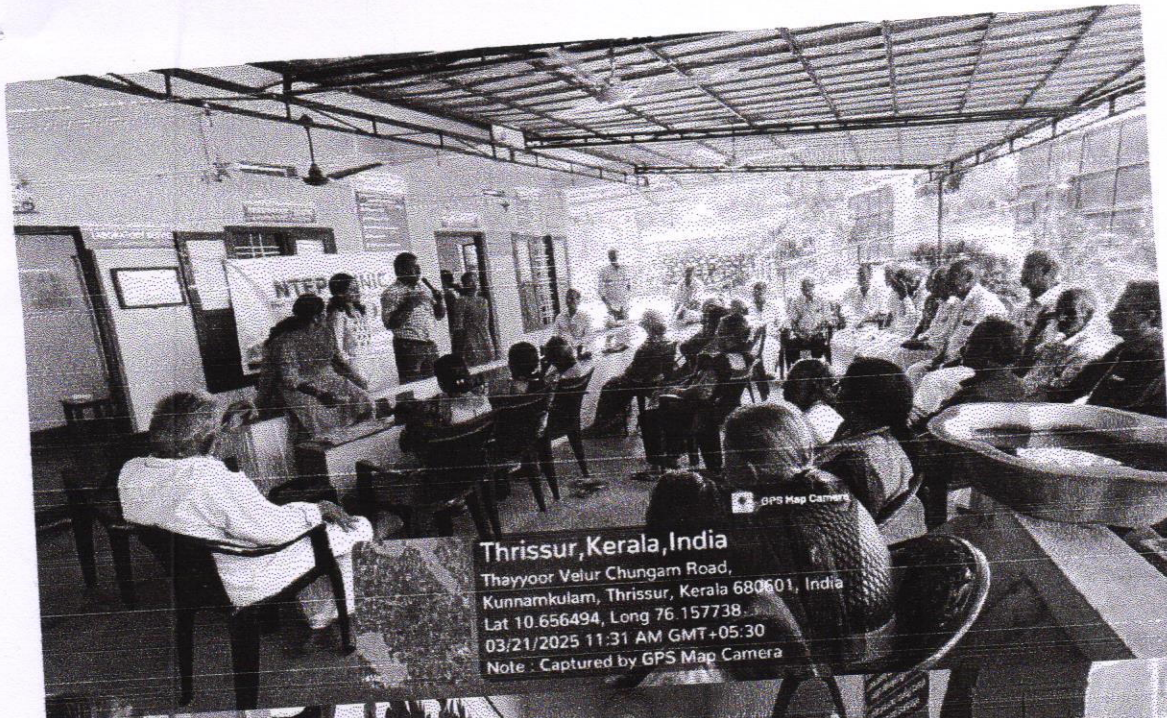 NTEP
GPS Map Camera
Thrissur,Kerala,India
Thayyoor Velur Chungam Road,
Kunnamkulam, Thrissur, Kerala 680601, India
Lat 10.656494, Long 76.157738.
03/21/2025 11:31 AM GMT+05:30
Note : Captured by GPS Map Camera